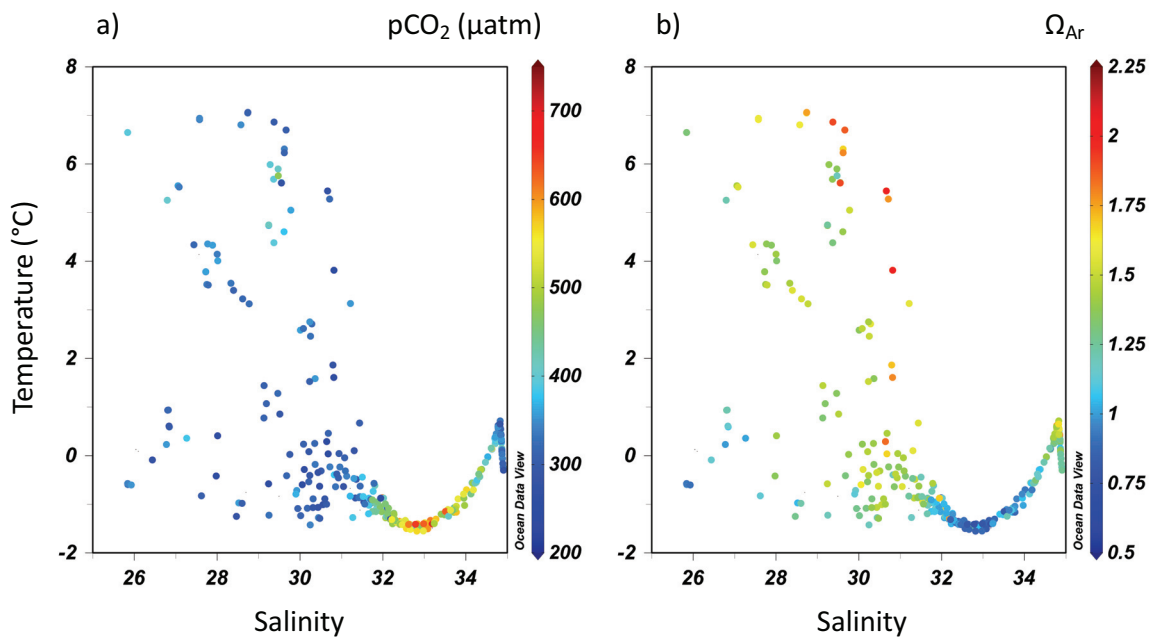 a) pCO₂ (µatm) b) Ω_Ar
8 8 2.25
700
6 6 2
600
1.75
Temperature (°C)
4 500 4 1.5
2 400 2 1.25
1
0 300 0 0.75
-2 200 -2 0.5
Ocean Data View
Ocean Data View
26 28 30 32 34 26 28 30 32 34
Salinity Salinity